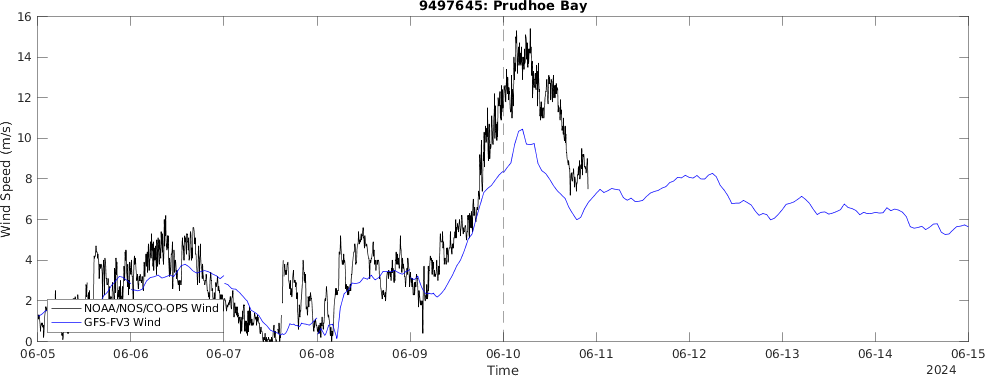 9497645: Prudhoe Bay
Wind Speed (m/s)
16
14
12
10
8
6
4
2
0
NOAA/NOS/CO-OPS Wind
GFS-FV3 Wind
06-05 06-06 06-07 06-08 06-09 06-10 06-11 06-12 06-13 06-14 06-15
Time
2024